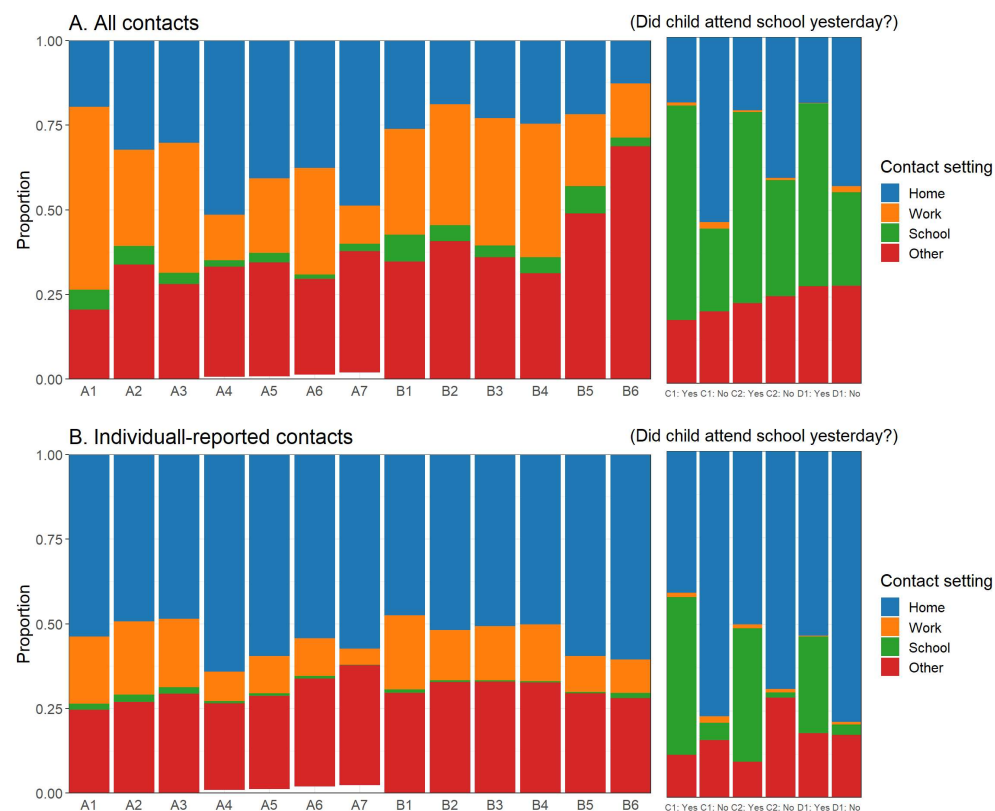 A. All contacts
(Did child attend school yesterday?)
Proportion
1.00
0.75
0.50
0.25
0.00
A1 A2 A3 A4 A5 A6 A7 B1 B2 B3 B4 B5 B6
C1: Yes C1: No C2: Yes C2: No D1: Yes D1: No
Contact setting
Home
Work
School
Other
B. Individuall-reported contacts
(Did child attend school yesterday?)
Proportion
1.00
0.75
0.50
0.25
0.00
A1 A2 A3 A4 A5 A6 A7 B1 B2 B3 B4 B5 B6
C1: Yes C1: No C2: Yes C2: No D1: Yes D1: No
Contact setting
Home
Work
School
Other